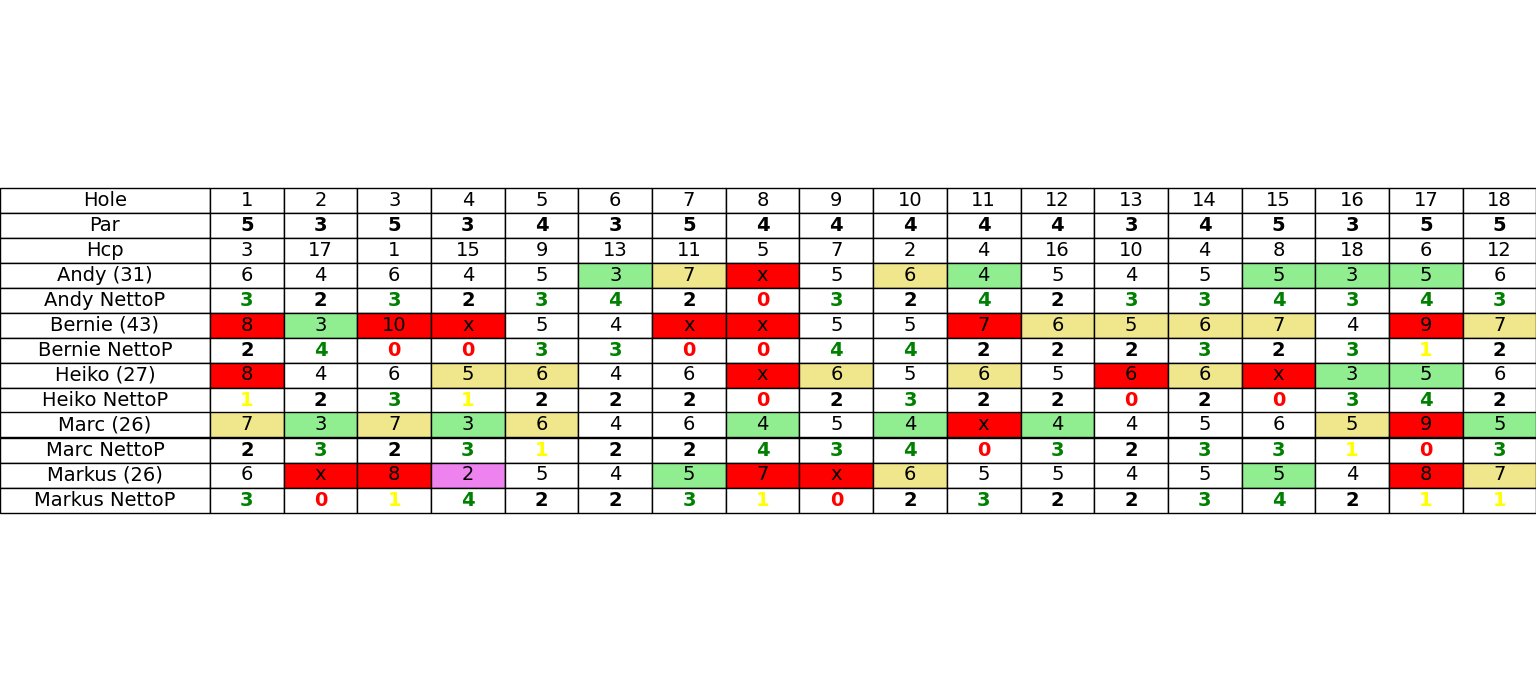 Hole 1 2 3 4 5 6 7 8 9 10 11 12 13 14 15 16 17 18
Par 5 3 5 3 4 3 5 4 4 4 4 4 3 4 5 3 5 5
Hcp 3 17 1 15 9 13 11 5 7 2 4 16 10 4 8 18 6 12
Andy (31) 6 4 6 4 5 3 7 x 5 6 4 5 4 5 5 3 5 6
Andy NettoP 3 2 3 2 3 4 2 0 3 2 4 2 3 3 4 3 4 3
Bernie (43) 8 3 10 x 5 4 x x 5 5 7 6 5 6 7 4 9 7
Bernie NettoP 2 4 0 0 3 3 0 0 4 4 2 2 2 3 2 3 1 2
Heiko (27) 8 4 6 5 6 4 6 x 6 5 6 5 6 6 x 3 5 6
Heiko NettoP 1 2 3 1 2 2 2 0 2 3 2 2 0 2 0 3 4 2
Marc (26) 7 3 7 3 6 4 6 4 5 4 x 4 4 5 6 5 9 5
Marc NettoP 2 3 2 3 1 2 2 4 3 4 0 3 2 3 3 1 0 3
Markus (26) 6 x 8 2 5 4 5 7 x 6 5 5 4 5 5 4 8 7
Markus NettoP 3 0 1 4 2 2 3 1 0 2 3 2 2 3 4 2 1 1